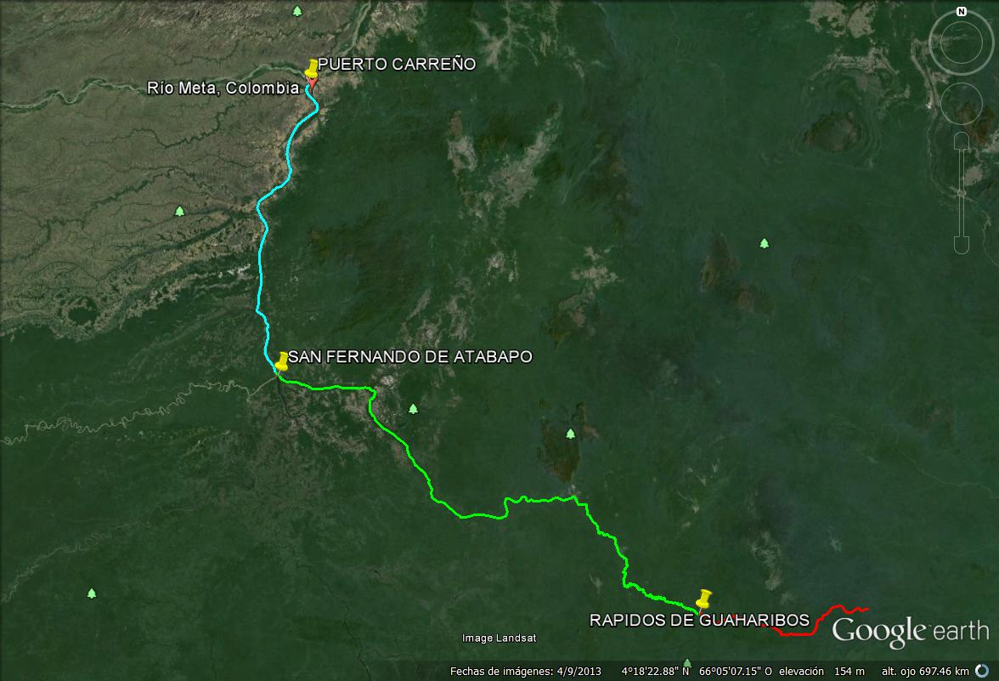 N
PUERTO CARREÑO
Río Meta, Colombia
SAN FERNANDO DE ATABAPO
RAPIDOS DE GUAHARIBOS
Google earth
Image Landsat
Fechas de imágenes: 4/9/2013 4°18'22.88" N 66°05'07.15" O elevación 154 m alt. ojo 697.46 km